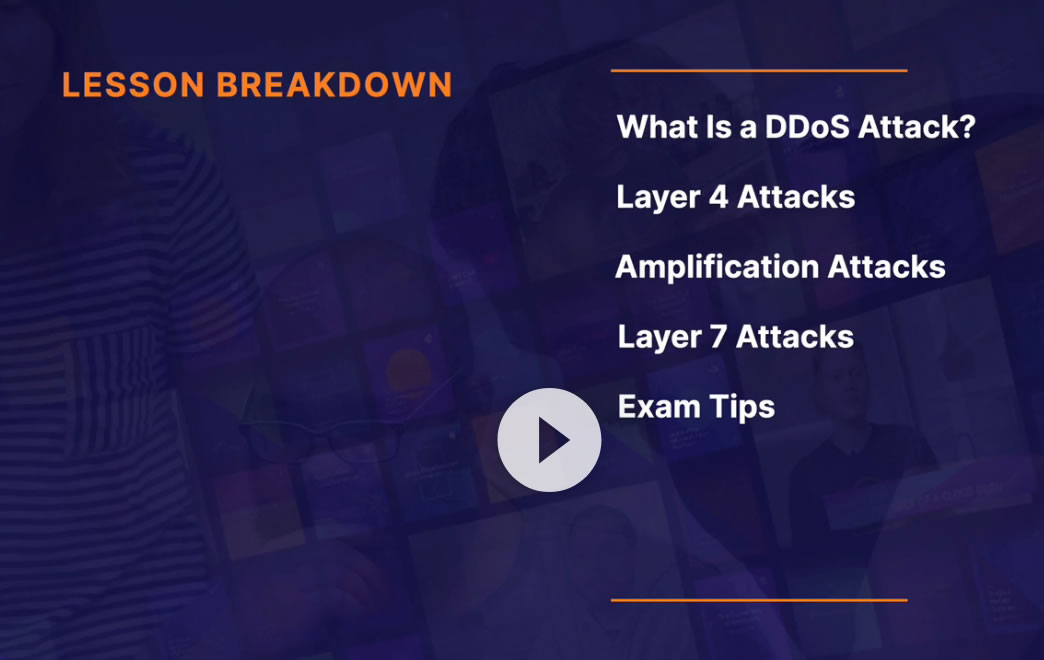 LESSON BREAKDOWN
What Is a DDoS Attack?
Layer 4 Attacks
Amplification Attacks
Layer 7 Attacks
Exam Tips